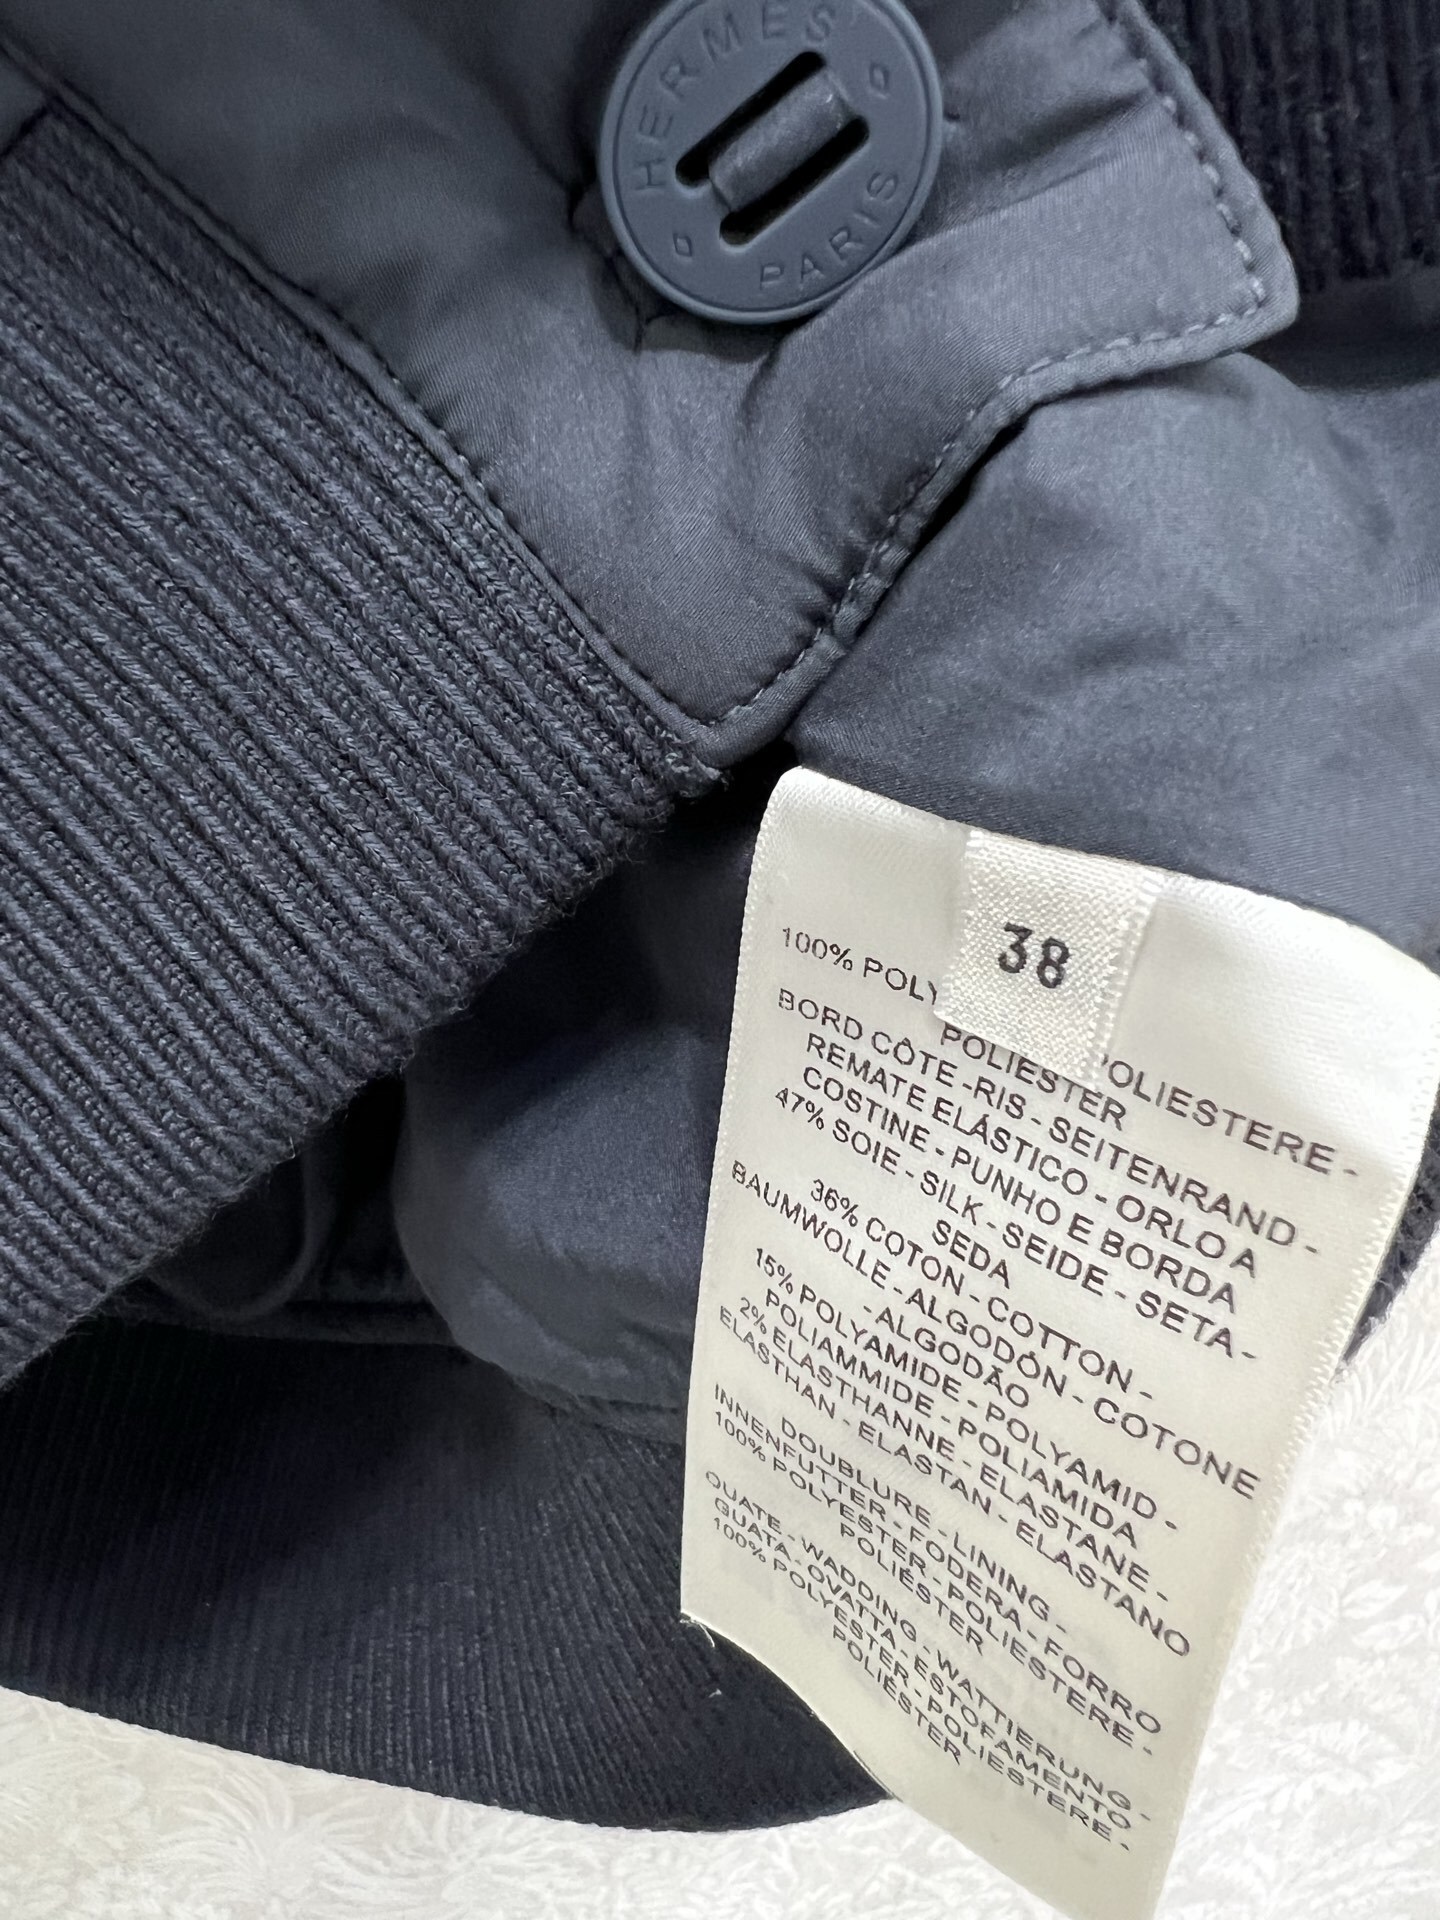 HERMES
PARIS
38
100% POLY
POLIESTERE -
POLIESTER
BORD CÔTE -RIS - SEITENRAND -
REMATE ELÁSTICO - ORLO A
COSTINE - PUNHO E BORDA
47% SOIE - SILK - SEIDE - SETA -
SEDA
36% COTON - COTTON -
BAUMWOLLE - ALGODÓN - COTONE
- ALGODÃO
15% POLYAMIDE - POLYAMID -
POLIAMMIDE - POLIAMIDA
2% ELASTHANNE - ELASTANE -
ELASTHAN - ELASTAN - ELASTANO
DOUBLURE - LINING -
INNENFUTTER - FODERA - FORRO
100% POLYESTER - POLIESTERE -
POLIÉSTER
OUATE - WADDING - WATTIERUNG -
GUATA - OVATTA - ESTOFAMENTO
100% POLYESTER - POLIESTERE -
POLIÉSTER